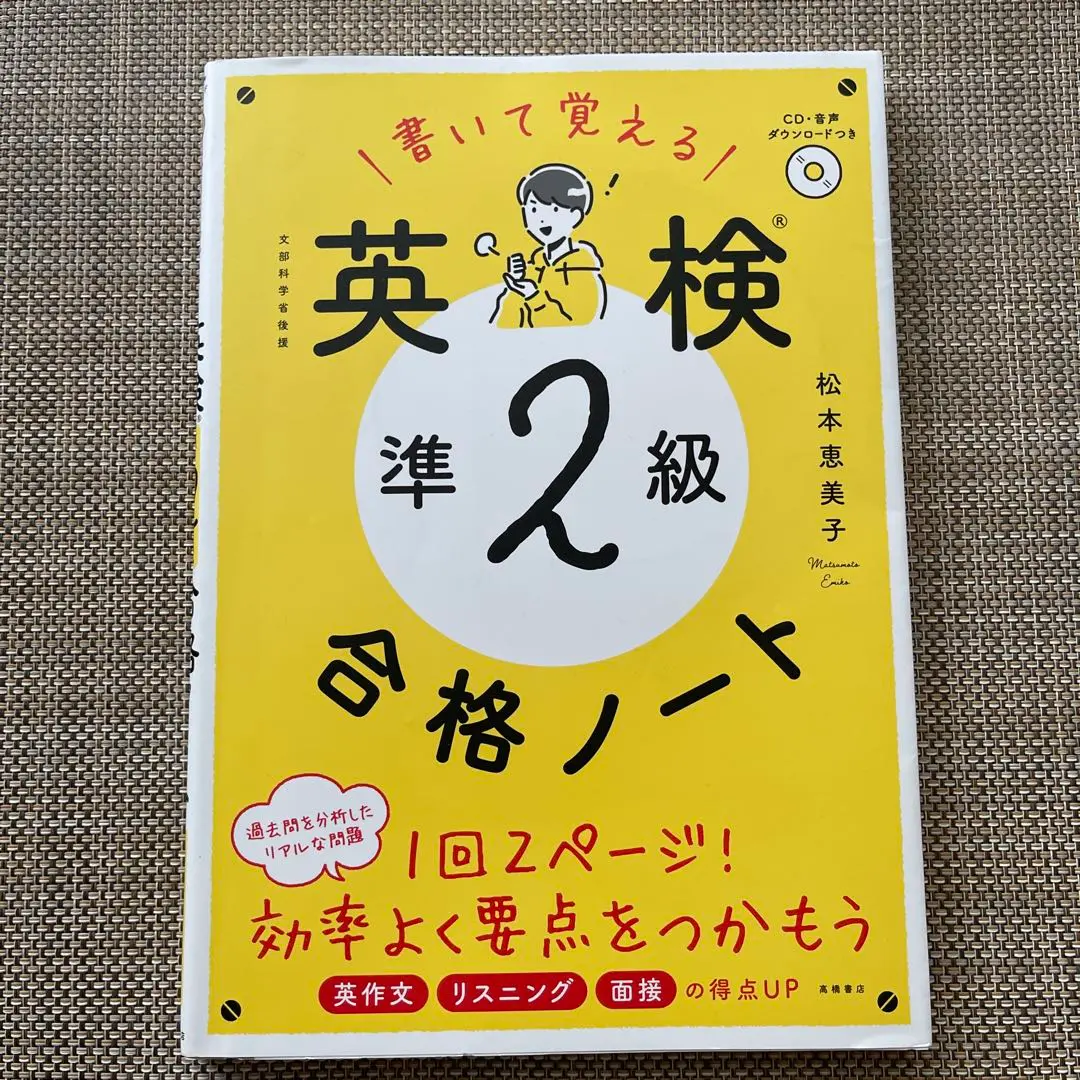 書いて覚える
CD・音声
ダウンロードつき
文部科学省後援
英検®
準2級
松本恵美子
Matsumoto
Emiko
合格ノート
過去問を分析した
リアルな問題
1回2ページ!
効率よく要点をつかもう
英作文 リスニング 面接 の得点UP
高橋書店